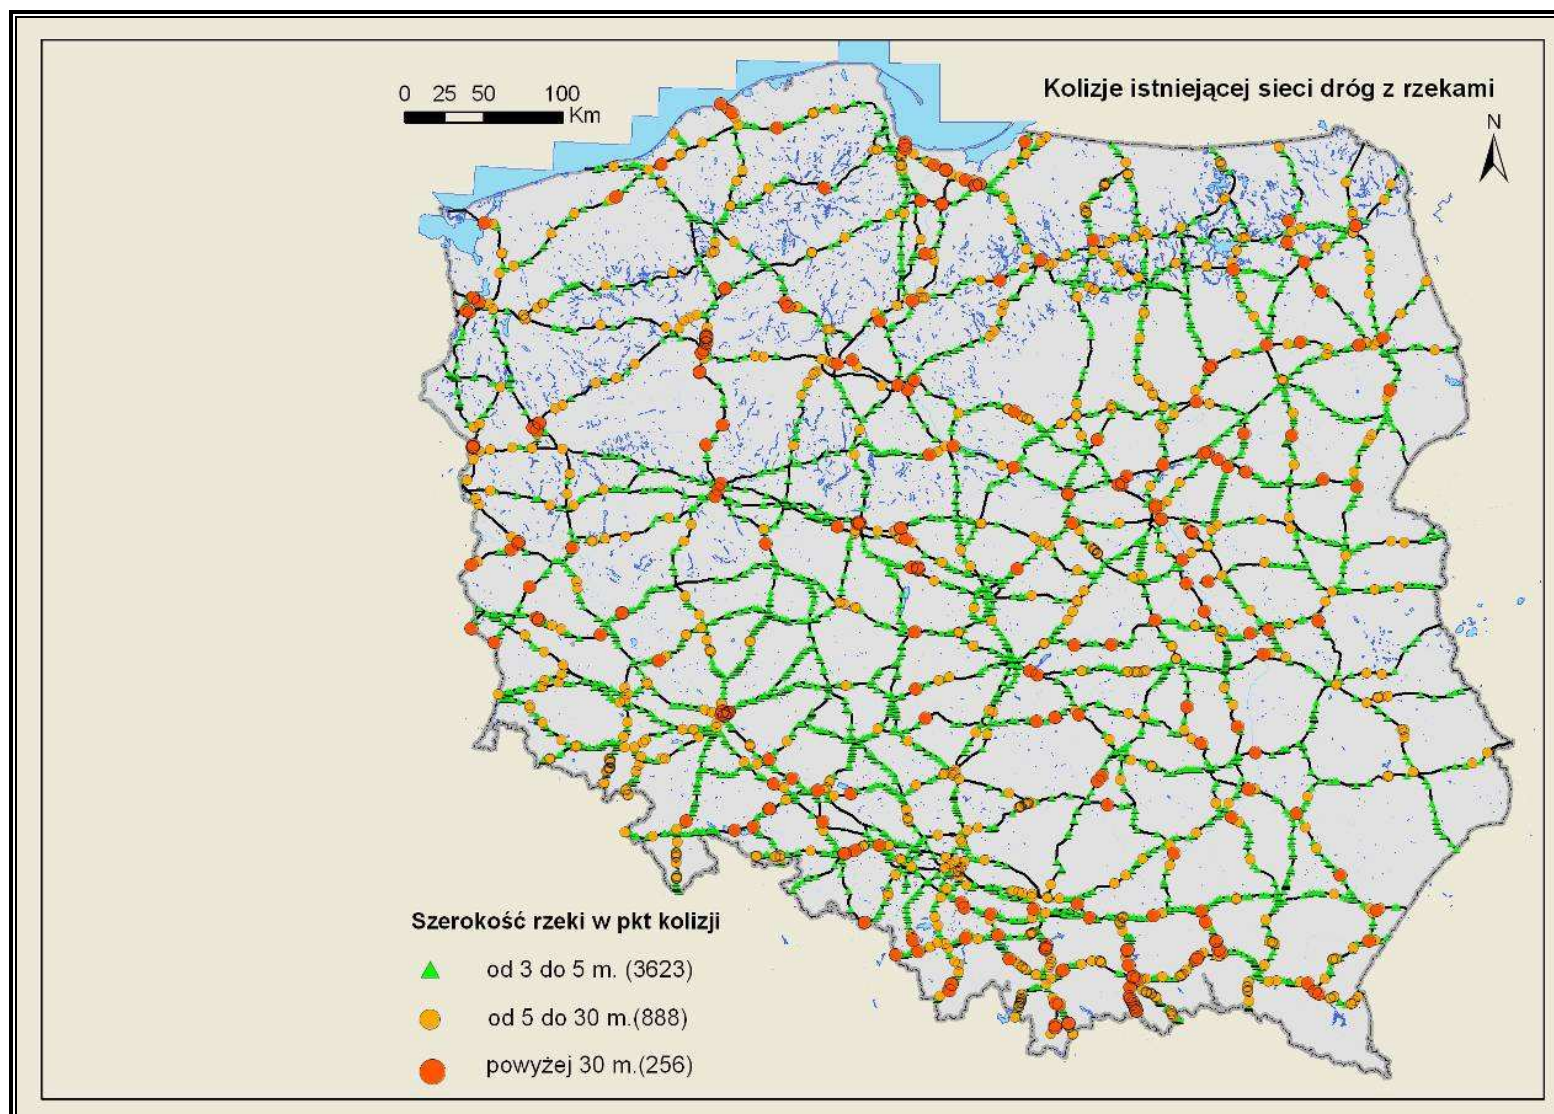 0 25 50 100
Km
Kolizje istniejącej sieci dróg z rzekami
N
Szerokość rzeki w pkt kolizji
od 3 do 5 m. (3623)
od 5 do 30 m.(888)
powyżej 30 m.(256)